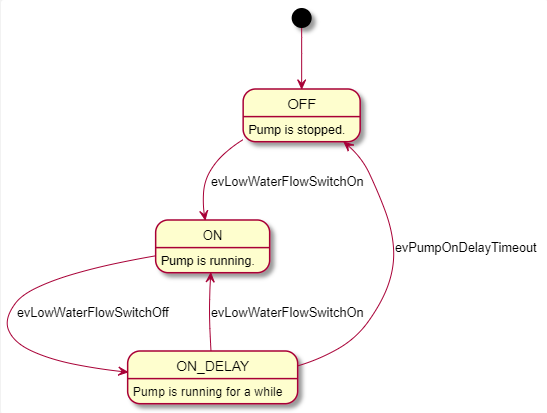 OFF
Pump is stopped.
evLowWaterFlowSwitchOn
ON
Pump is running.
evPumpOnDelayTimeout
evLowWaterFlowSwitchOff
evLowWaterFlowSwitchOn
ON_DELAY
Pump is running for a while